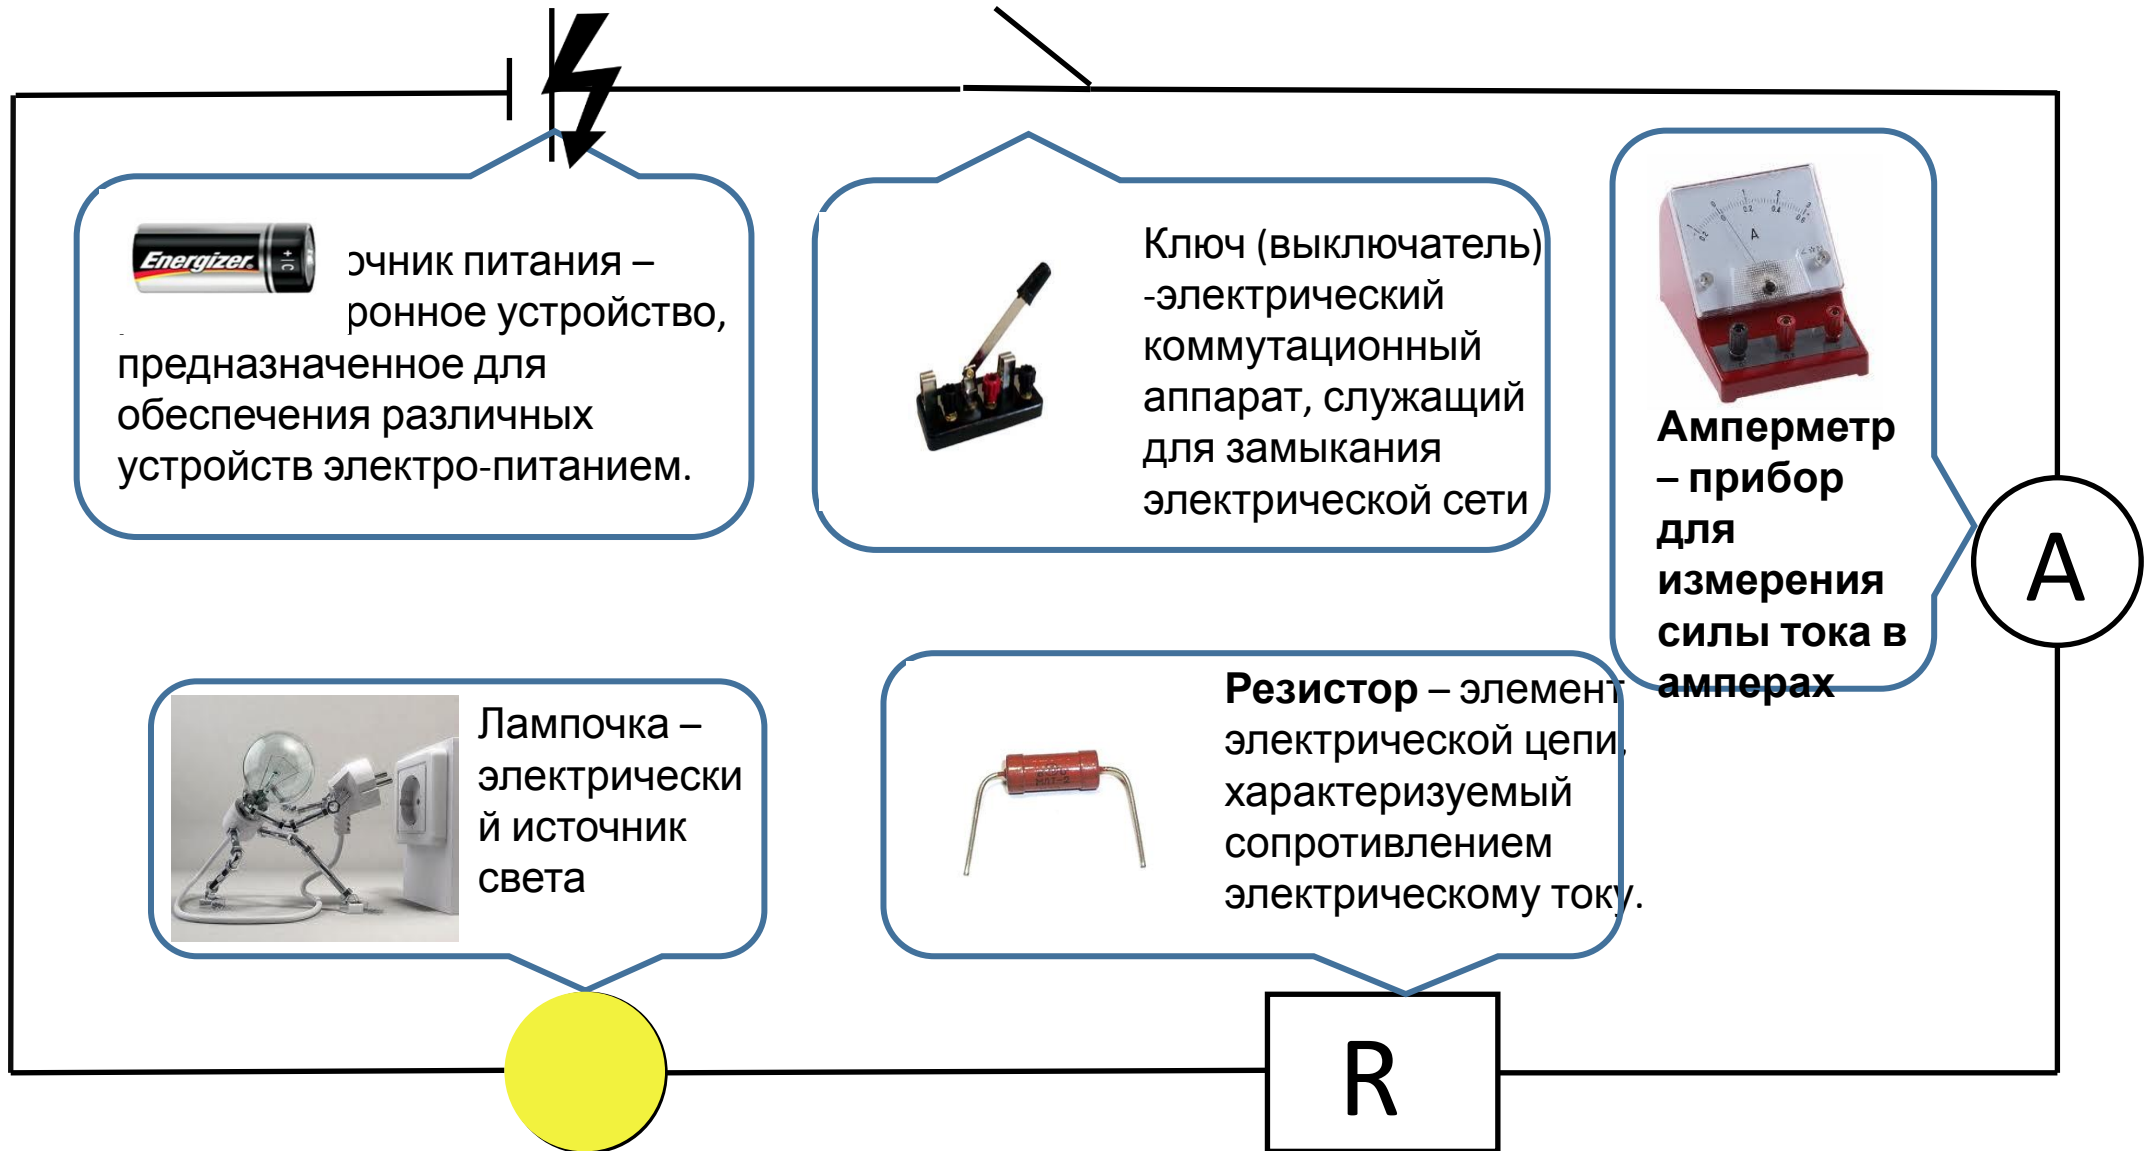 Energizer.
очник питания –
ронное устройство,
предназначенное для
обеспечения различных
устройств электро-питанием.
Ключ (выключатель)
-электрический
коммутационный
аппарат, служащий
для замыкания
электрической сети
A
Амперметр
– прибор
для
измерения
силы тока в
амперах
A
Лампочка –
электрически
й источник
света
Резистор – элемент
электрической цепи,
характеризуемый
сопротивлением
электрическому току.
R